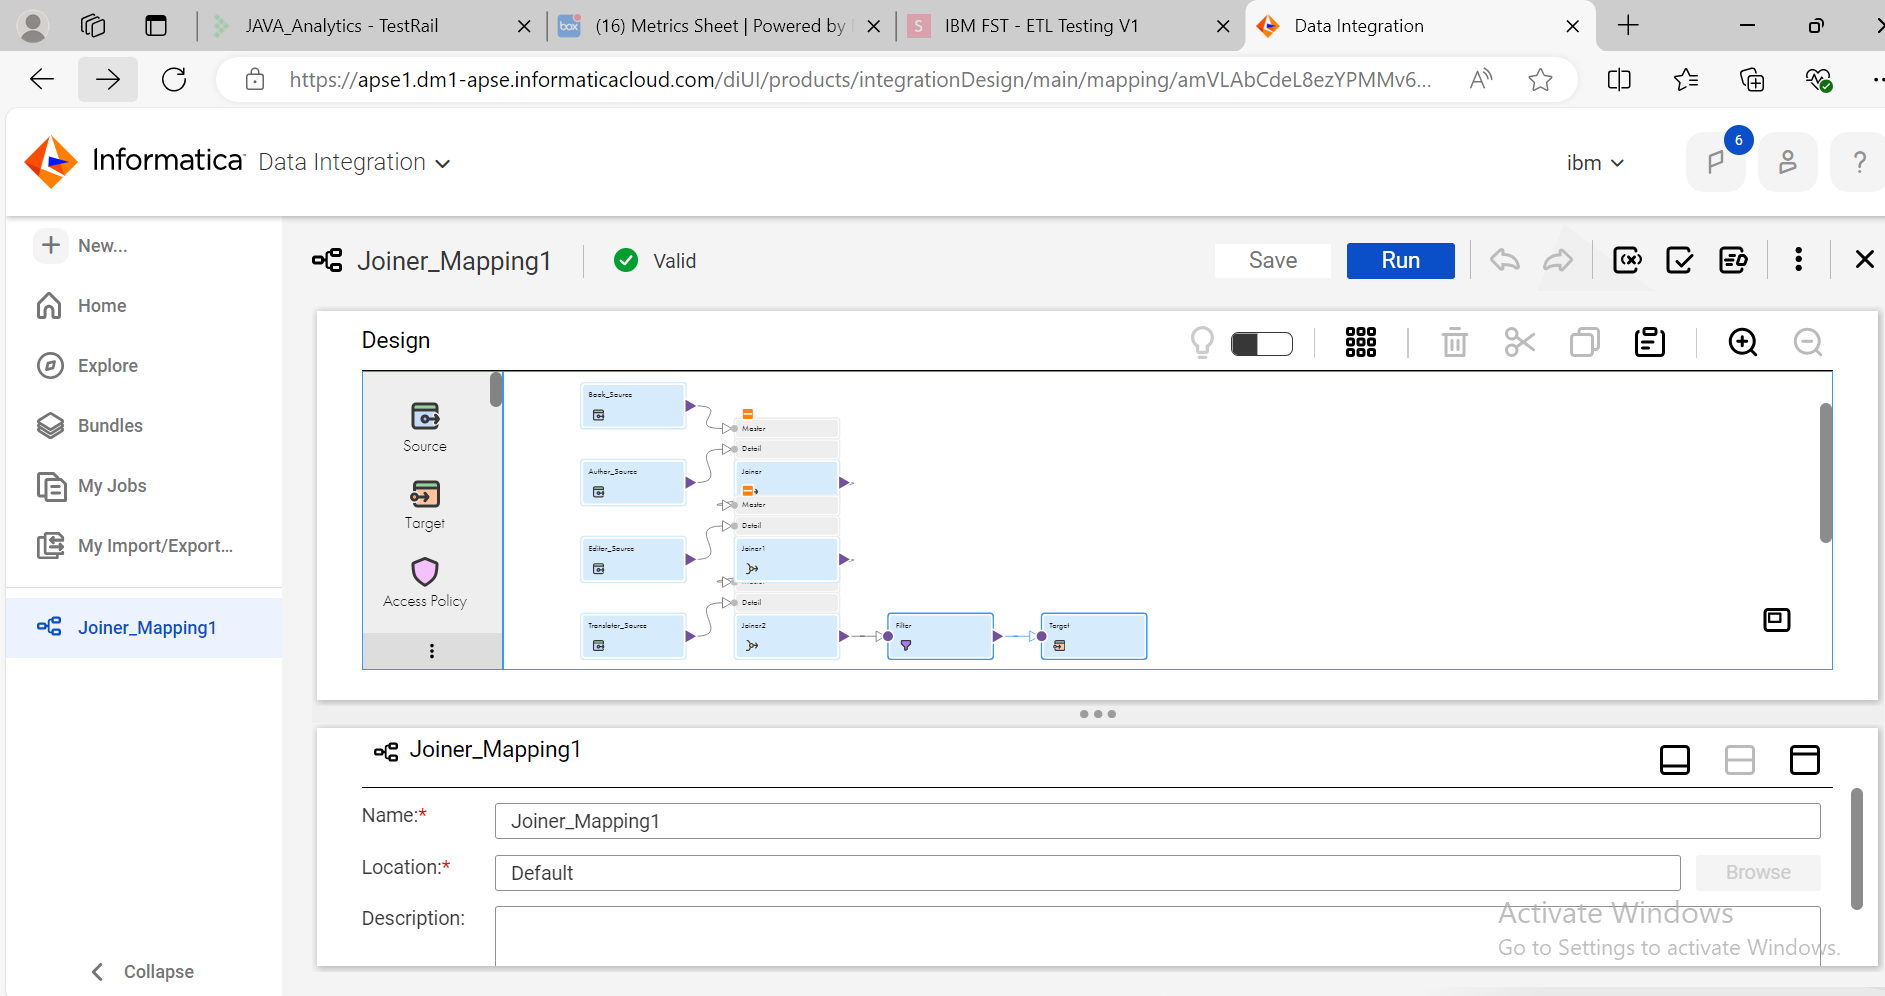 JAVA_Analytics - TestRail
box
(16) Metrics Sheet | Powered by
S
IBM FST - ETL Testing V1
Data Integration
https://apse1.dm1-apse.informaticacloud.com/diUI/products/integrationDesign/main/mapping/amVLAbCdeL8ezYPMMv6...
Informatica Data Integration
ibm
6
?
New...
Home
Explore
Bundles
My Jobs
My Import/Export...
Joiner_Mapping1
Collapse
Joiner_Mapping1
Valid
Save
Run
Design
Source
Target
Access Policy
Book_Source
Master
Detail
Author_Source
Joiner
Master
Detail
Editor_Source
Joiner1
Detail
Translator_Source
Joiner2
Filter
Target
Joiner_Mapping1
Name:*
Joiner_Mapping1
Location:*
Default
Browse
Description:
Activate Windows
Go to Settings to activate Windows.